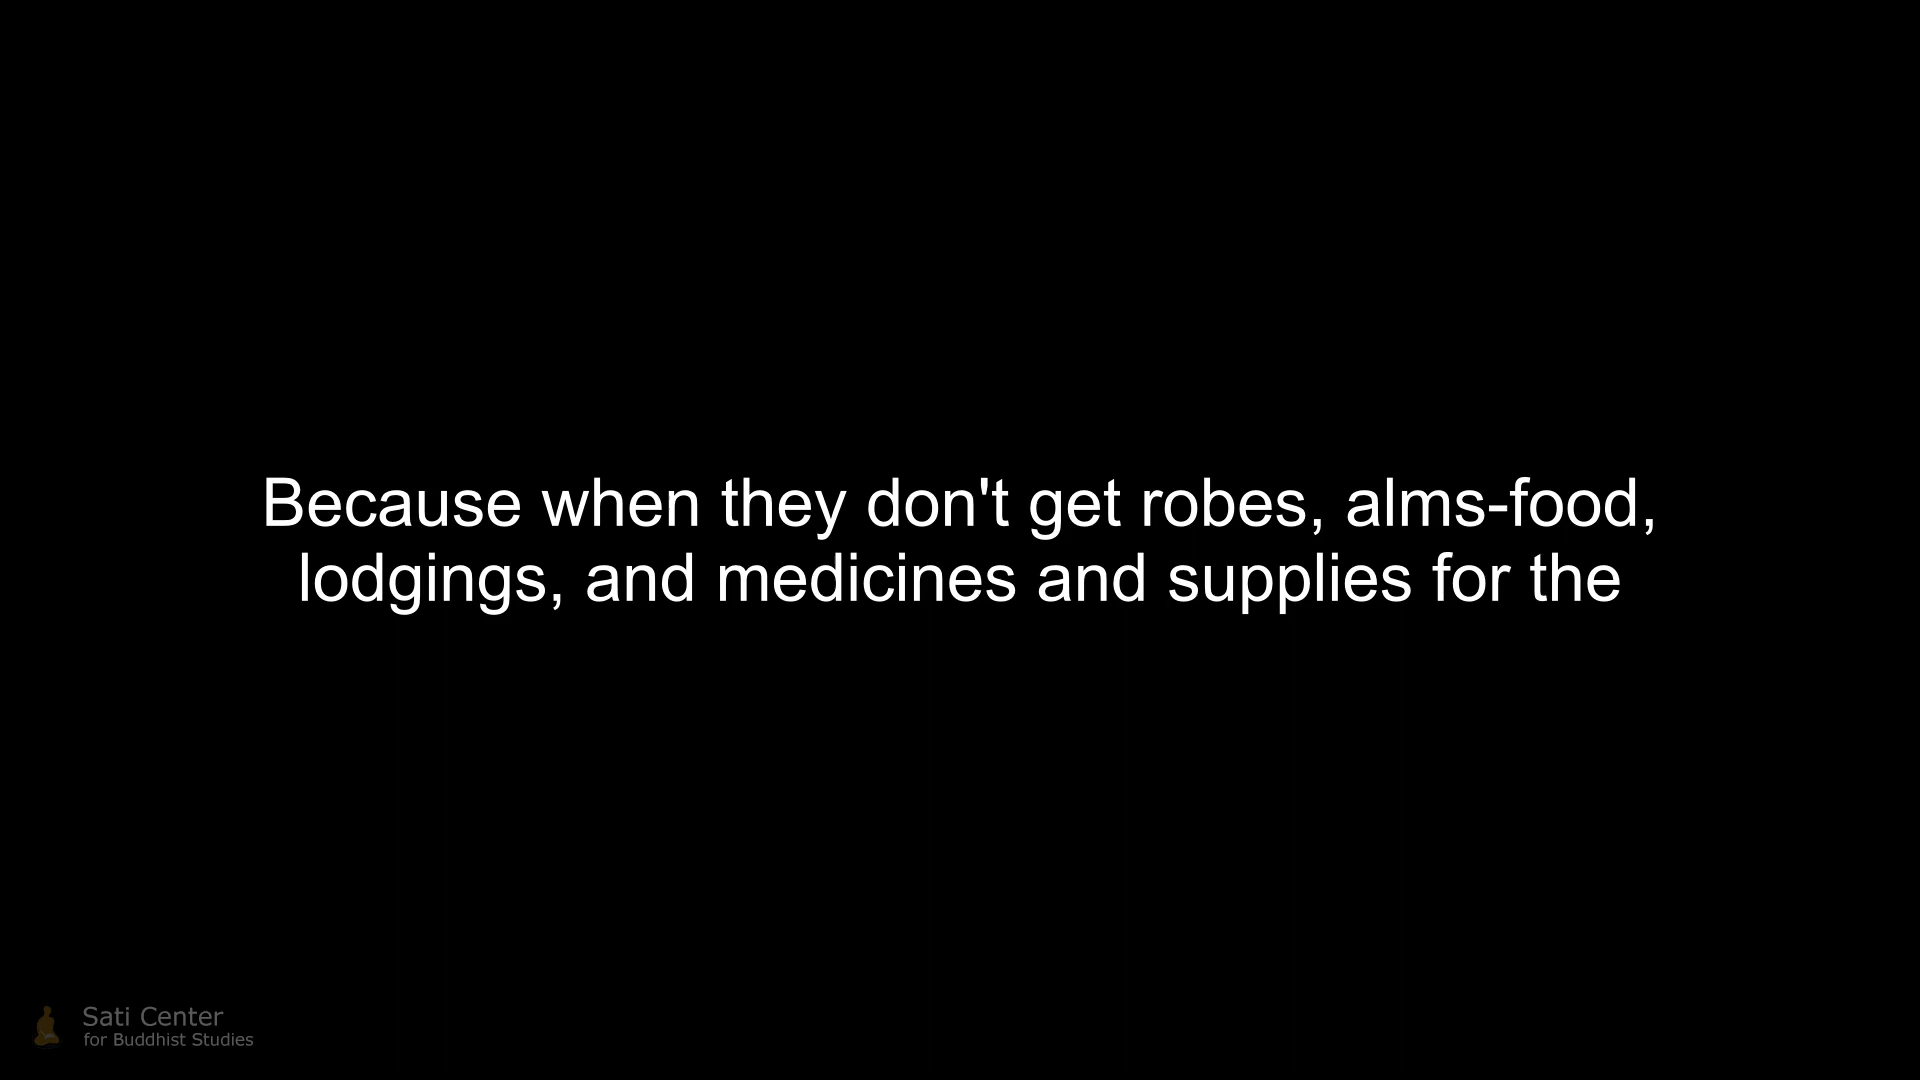 Because when they don't get robes, alms-food,
lodgings, and medicines and supplies for the
Sati Center
for Buddhist Studies